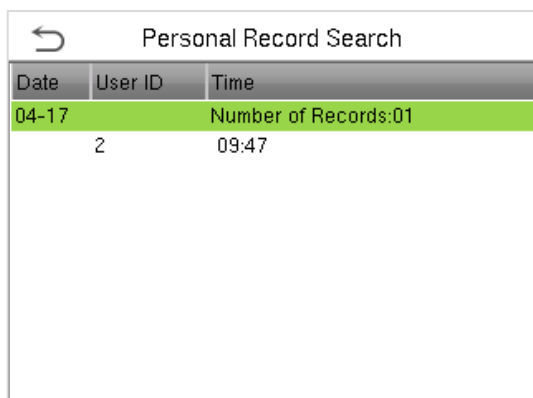 Personal Record Search
Date User ID Time
04-17 Number of Records:01
2 09:47